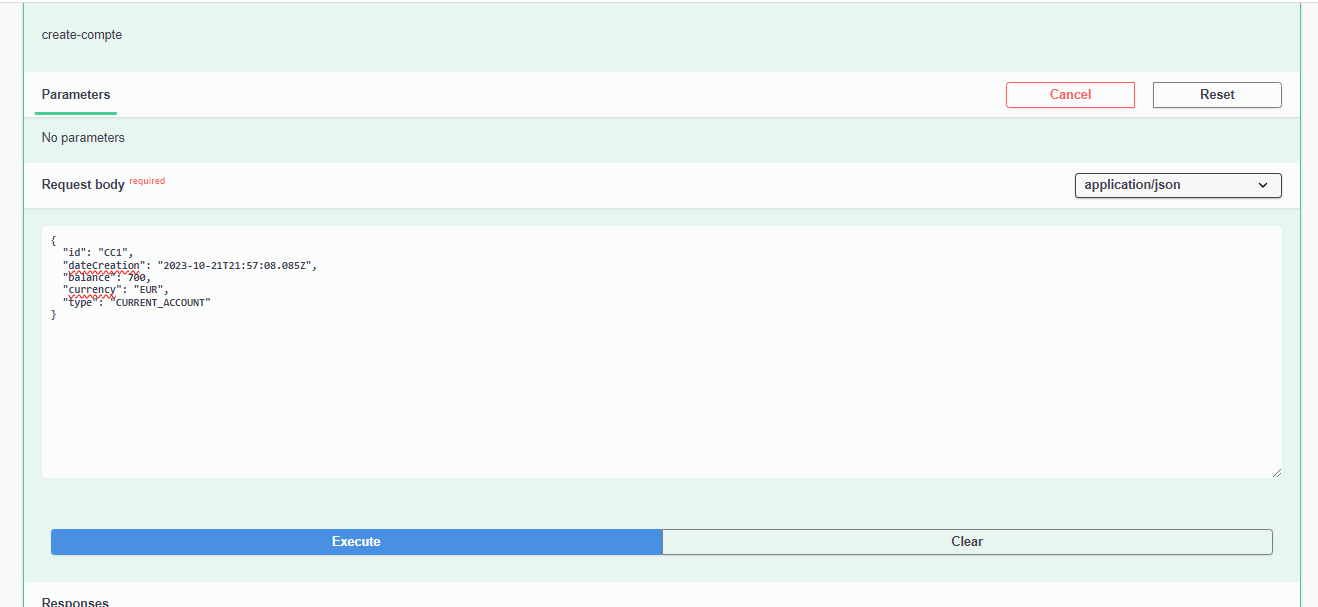 create-compte
Parameters
Cancel
Reset
No parameters
Request body required
application/json
{
"id": "CC1",
"dateCreation": "2023-10-21T21:57:08.085Z",
"balance": 700,
"currency": "EUR",
"type": "CURRENT_ACCOUNT"
}
Execute
Clear
Responses